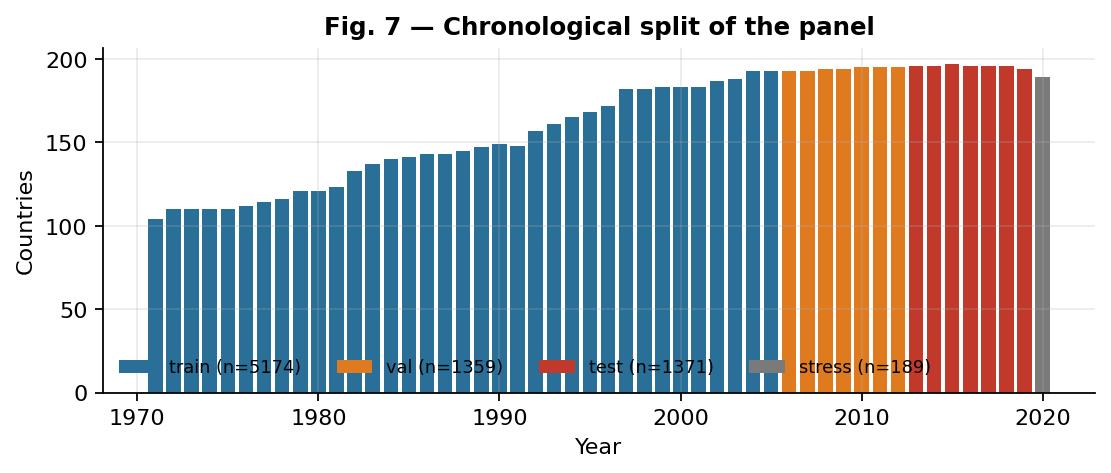 Fig. 7 — Chronological split of the panel
200
150
100
50
0
Countries
train (n=5174) val (n=1359) test (n=1371) stress (n=189)
1970 1980 1990 2000 2010 2020
Year